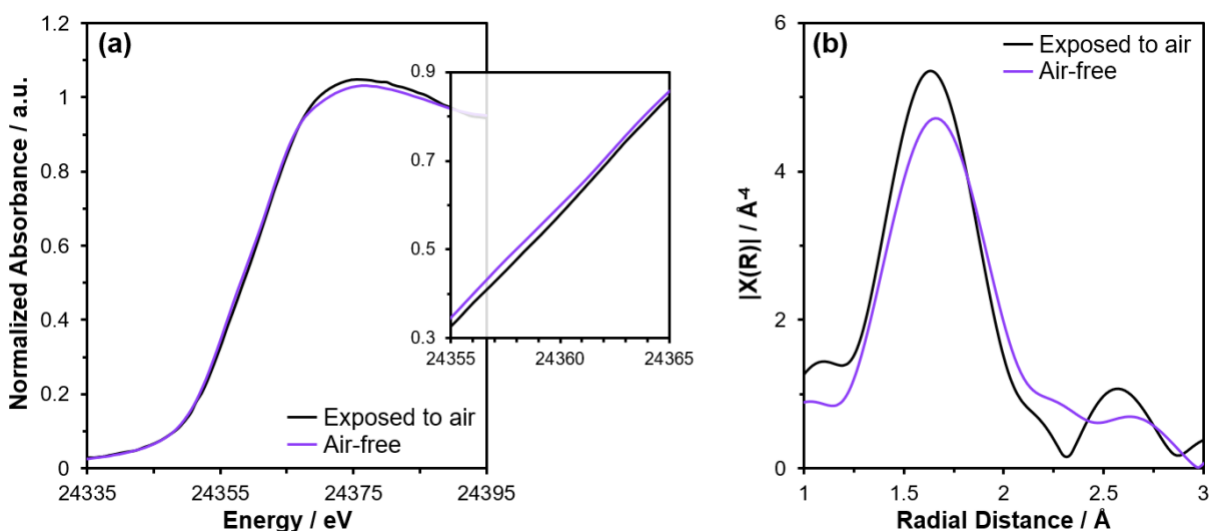 (a)
Normalized Absorbance / a.u.
1.2
1
0.8
0.6
0.4
0.2
0
24335
24355
24375
24395
Energy / eV
Exposed to air
Air-free
0.9
0.7
0.5
0.3
24355
24360
24365
(b)
|X(R)| / Å-4
6
4
2
0
1
1.5
2
2.5
3
Radial Distance / Å
Exposed to air
Air-free